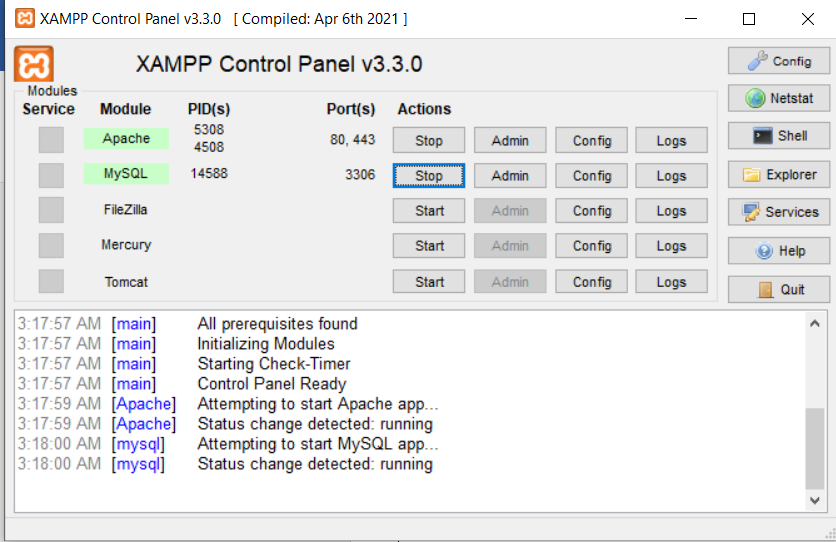 XAMPP Control Panel v3.3.0 [ Compiled: Apr 6th 2021 ]
XAMPP Control Panel v3.3.0
Config
Modules
Service Module PID(s) Port(s) Actions
Netstat
Apache 5308 4508 80, 443 Stop Admin Config Logs
Shell
MySQL 14588 3306 Stop Admin Config Logs
Explorer
FileZilla Start Admin Config Logs
Services
Mercury Start Admin Config Logs
Help
Tomcat Start Admin Config Logs
Quit
3:17:57 AM [main] All prerequisites found
3:17:57 AM [main] Initializing Modules
3:17:57 AM [main] Starting Check-Timer
3:17:57 AM [main] Control Panel Ready
3:17:59 AM [Apache] Attempting to start Apache app...
3:17:59 AM [Apache] Status change detected: running
3:18:00 AM [mysql] Attempting to start MySQL app...
3:18:00 AM [mysql] Status change detected: running